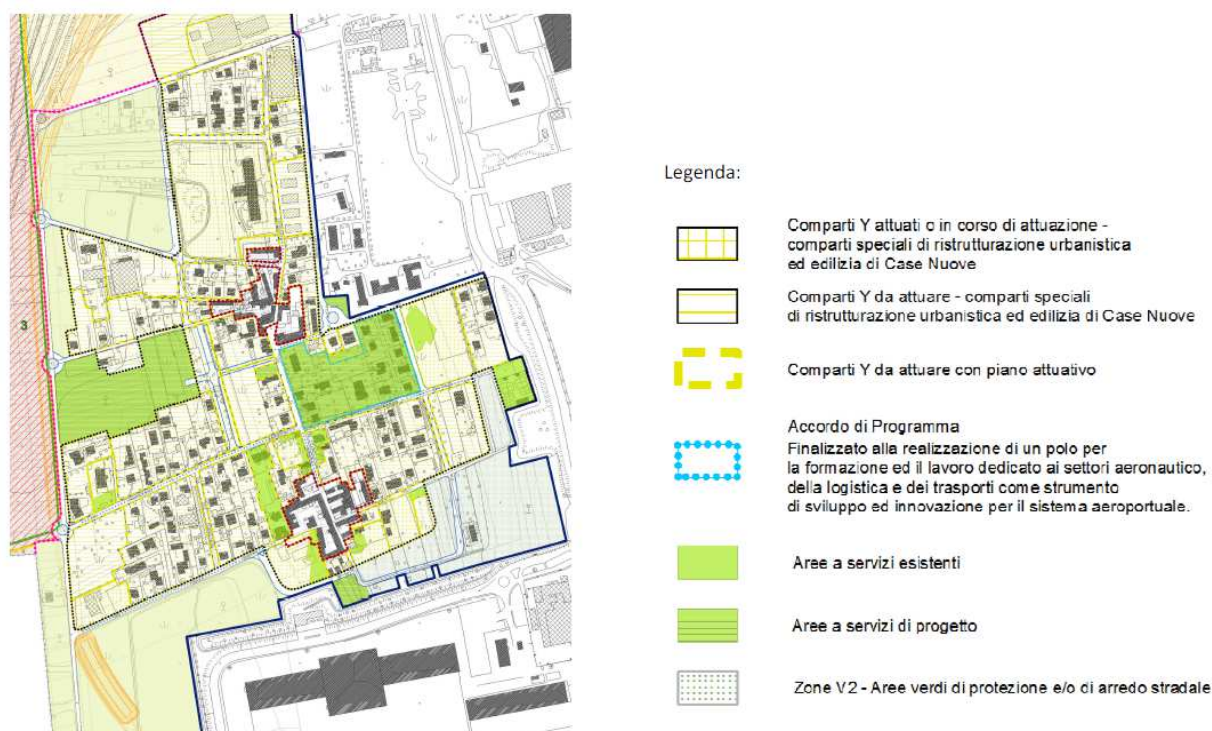 3
Legenda:
Comparti Y attuati o in corso di attuazione -
comparti speciali di ristrutturazione urbanistica
ed edilizia di Case Nuove
Comparti Y da attuare - comparti speciali
di ristrutturazione urbanistica ed edilizia di Case Nuove
Comparti Y da attuare con piano attuativo
Accordo di Programma
Finalizzato alla realizzazione di un polo per
la formazione ed il lavoro dedicato ai settori aeronautico,
della logistica e dei trasporti come strumento
di sviluppo ed innovazione per il sistema aeroportuale.
Aree a servizi esistenti
Aree a servizi di progetto
Zone V2 - Aree verdi di protezione e/o di arredo stradale